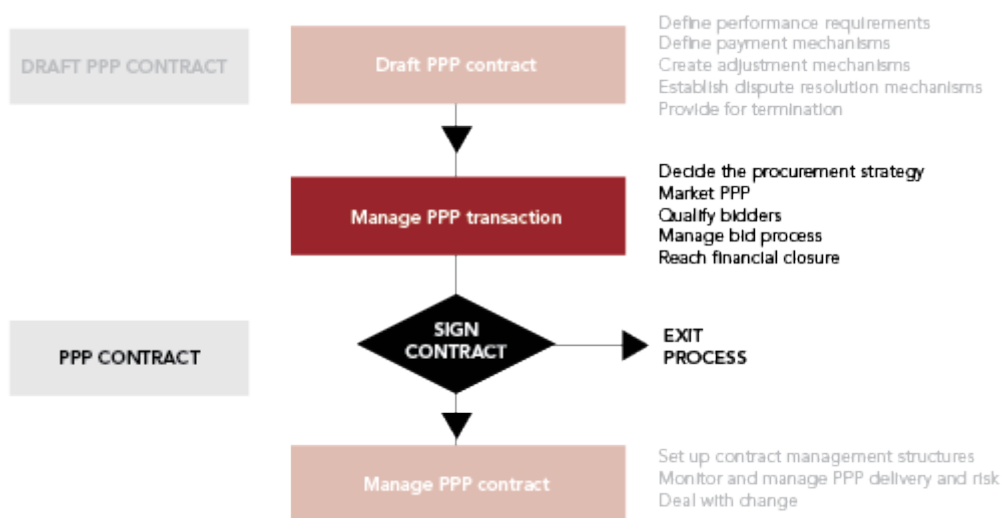 DRAFT PPP CONTRACT
Draft PPP contract
Define performance requirements
Define payment mechanisms
Create adjustment mechanisms
Establish dispute resolution mechanisms
Provide for termination
Manage PPP transaction
Decide the procurement strategy
Market PPP
Qualify bidders
Manage bid process
Reach financial closure
PPP CONTRACT
SIGN
CONTRACT
EXIT
PROCESS
Manage PPP contract
Set up contract management structures
Monitor and manage PPP delivery and risk
Deal with change